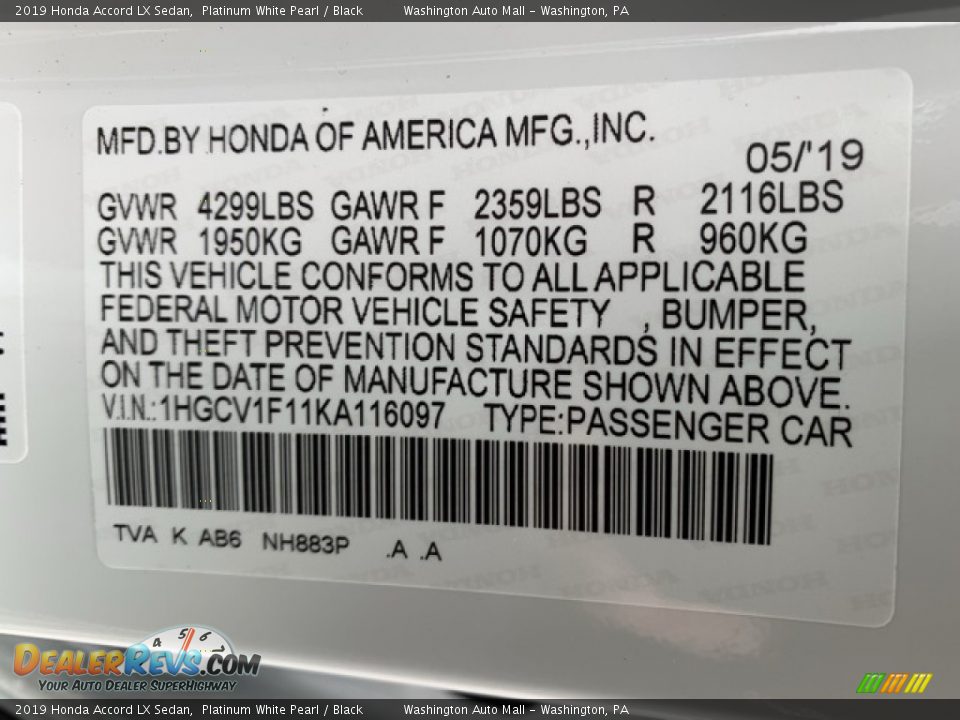 2019 Honda Accord LX Sedan, Platinum White Pearl / Black Washington Auto Mall - Washington, PA
MFD.BY HONDA OF AMERICA MFG.,INC.
05/'19
GVWR 4299LBS GAWR F 2359LBS R 2116LBS
GVWR 1950KG GAWR F 1070KG R 960KG
THIS VEHICLE CONFORMS TO ALL APPLICABLE
FEDERAL MOTOR VEHICLE SAFETY , BUMPER,
AND THEFT PREVENTION STANDARDS IN EFFECT
ON THE DATE OF MANUFACTURE SHOWN ABOVE.
V.I.N.:1HGCV1F11KA116097 TYPE:PASSENGER CAR
TVA K AB6 NH883P .A .A
4 5 6
DEALERREVS.COM
YOUR AUTO DEALER SUPERHIGHWAY
2019 Honda Accord LX Sedan, Platinum White Pearl / Black Washington Auto Mall - Washington, PA